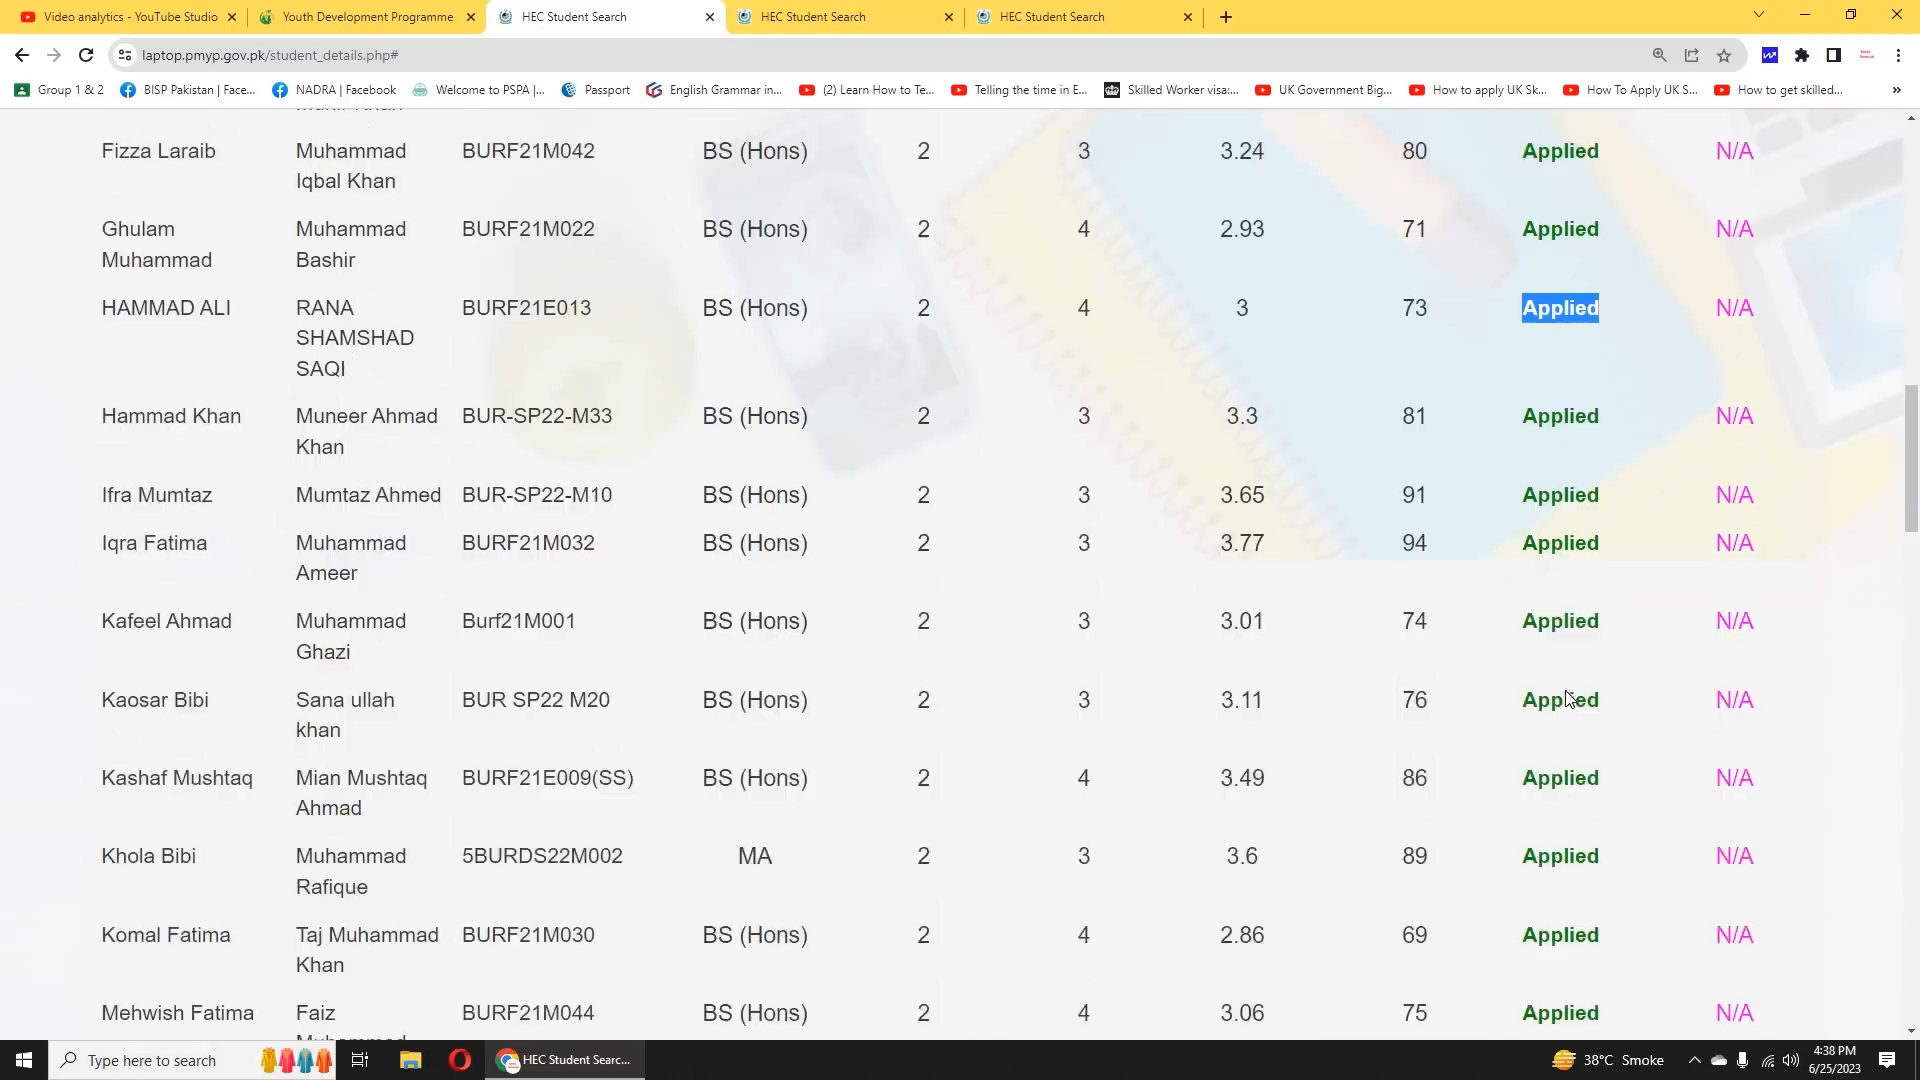 Video analytics - YouTube Studio
Youth Development Programme
HEC Student Search
HEC Student Search
HEC Student Search
laptop.pmyp.gov.pk/student_details.php#
Group 1 & 2
BISP Pakistan | Face...
NADRA | Facebook
Welcome to PSPA |...
Passport
English Grammar in...
(2) Learn How to Te...
Telling the time in E...
Skilled Worker visa:...
UK Government Big...
How to apply UK Sk...
How To Apply UK S...
How to get skilled...
Fizza Laraib Muhammad BURF21M042 BS (Hons) 2 3 3.24 80 Applied N/A
Iqbal Khan
Ghulam Muhammad BURF21M022 BS (Hons) 2 4 2.93 71 Applied N/A
Muhammad Bashir
HAMMAD ALI RANA BURF21E013 BS (Hons) 2 4 3 73 Applied N/A
SHAMSHAD
SAQI
Hammad Khan Muneer Ahmad BUR-SP22-M33 BS (Hons) 2 3 3.3 81 Applied N/A
Khan
Ifra Mumtaz Mumtaz Ahmed BUR-SP22-M10 BS (Hons) 2 3 3.65 91 Applied N/A
Iqra Fatima Muhammad BURF21M032 BS (Hons) 2 3 3.77 94 Applied N/A
Ameer
Kafeel Ahmad Muhammad Burf21M001 BS (Hons) 2 3 3.01 74 Applied N/A
Ghazi
Kaosar Bibi Sana ullah BUR SP22 M20 BS (Hons) 2 3 3.11 76 Applied N/A
khan
Kashaf Mushtaq Mian Mushtaq BURF21E009(SS) BS (Hons) 2 4 3.49 86 Applied N/A
Ahmad
Khola Bibi Muhammad 5BURDS22M002 MA 2 3 3.6 89 Applied N/A
Rafique
Komal Fatima Taj Muhammad BURF21M030 BS (Hons) 2 4 2.86 69 Applied N/A
Khan
Mehwish Fatima Faiz BURF21M044 BS (Hons) 2 4 3.06 75 Applied N/A
Type here to search
HEC Student Searc...
38°C Smoke
4:38 PM
6/25/2023